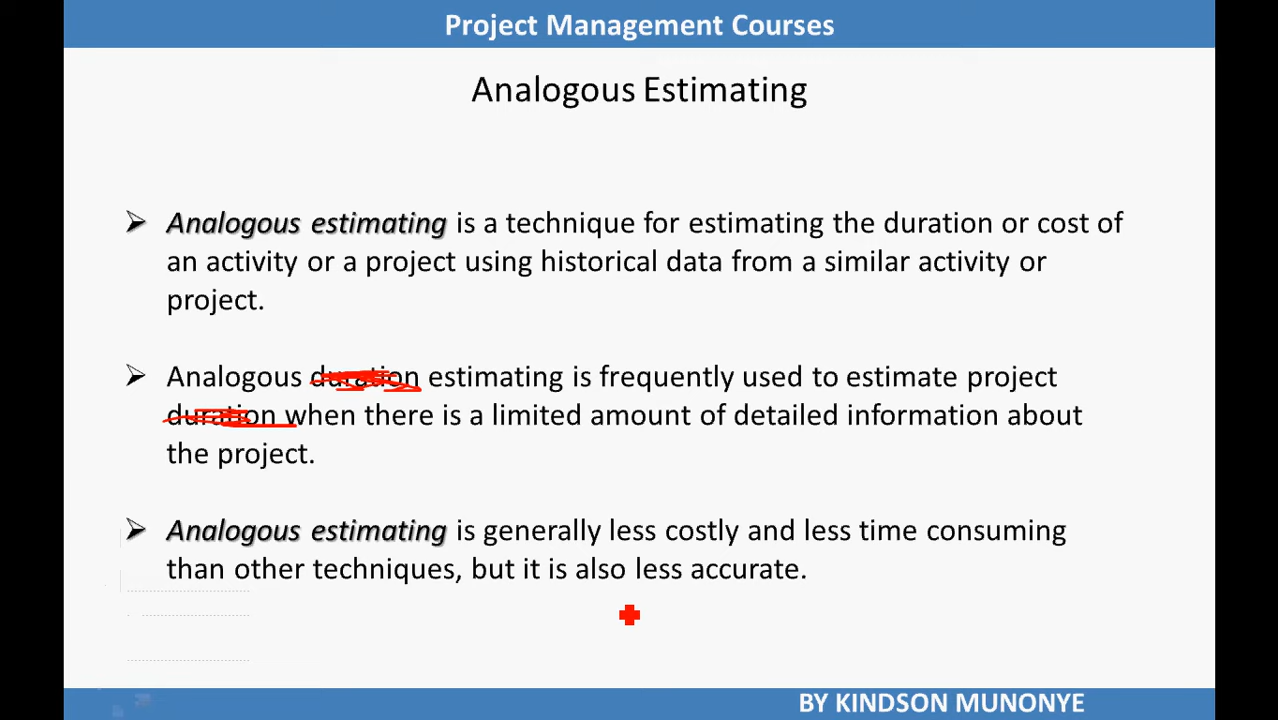 Project Management Courses
Analogous Estimating
Analogous estimating is a technique for estimating the duration or cost of
an activity or a project using historical data from a similar activity or
project.
Analogous duration estimating is frequently used to estimate project
duration when there is a limited amount of detailed information about
the project.
Analogous estimating is generally less costly and less time consuming
than other techniques, but it is also less accurate.
BY KINDSON MUNONYE